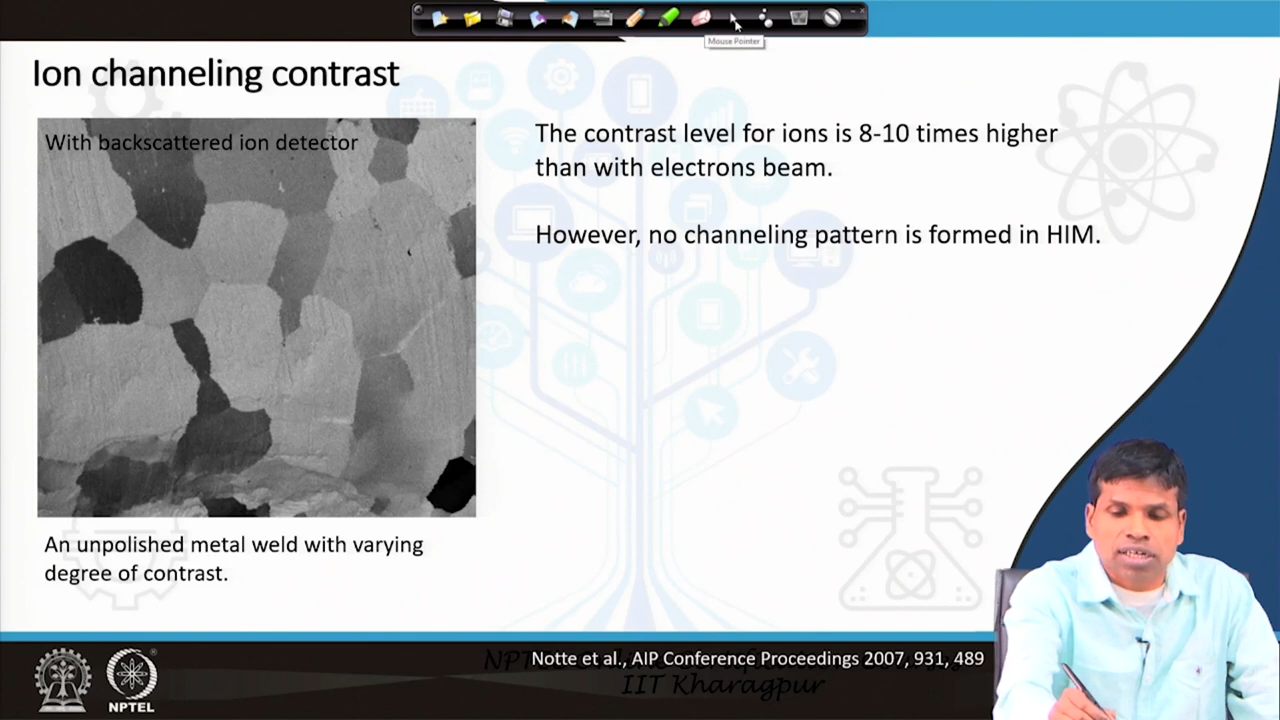 Mouse Pointer
Ion channeling contrast
With backscattered ion detector
The contrast level for ions is 8-10 times higher
than with electrons beam.
However, no channeling pattern is formed in HIM.
An unpolished metal weld with varying
degree of contrast.
Notte et al., AIP Conference Proceedings 2007, 931, 489
IIT Kharagpur
NPTEL